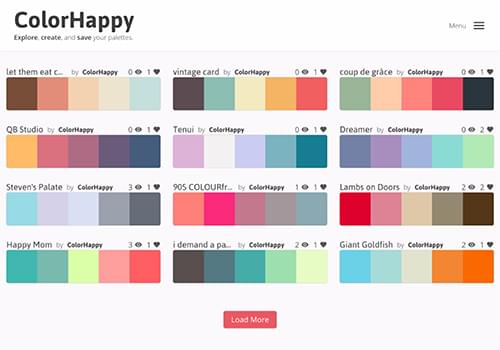 ColorHappy
Explore, create, and save your palettes.
Menu
let them eat c... by ColorHappy 0 1
vintage card by ColorHappy 0 1
coup de grâce by ColorHappy 0 1
QB Studio by ColorHappy 0 1
Tenui by ColorHappy 1 1
Dreamer by ColorHappy 0 2
Steven's Palate by ColorHappy 3 1
90S COLOURfr... by ColorHappy 1 1
Lambs on Doors by ColorHappy 2 2
Happy Mom by ColorHappy 3 1
i demand a pa... by ColorHappy 2 1
Giant Goldfish by ColorHappy 2 1
Load More